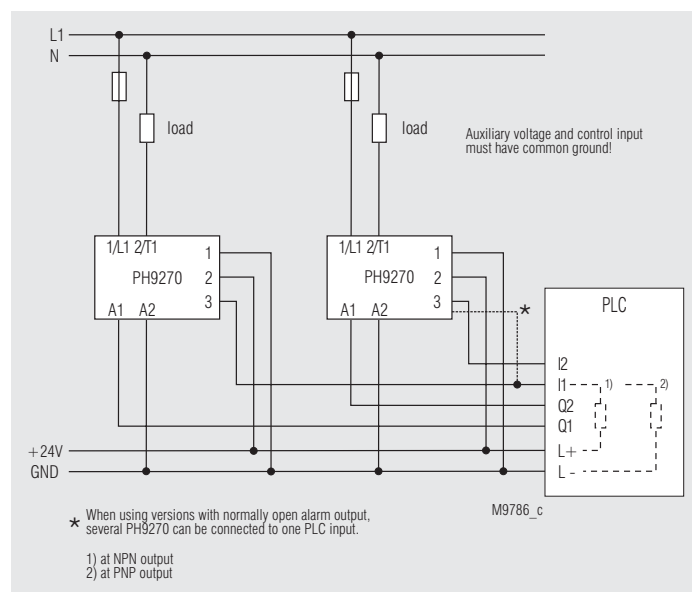 L1
N
load
load
Auxiliary voltage and control input
must have common ground!
1/L1 2/T1
1
PH9270
2
3
A1 A2
1/L1 2/T1
1
PH9270
2
3
A1 A2
*
PLC
I2
I1
1)
2)
Q2
Q1
+24V
L+
GND
L -
M9786_c
* When using versions with normally open alarm output,
several PH9270 can be connected to one PLC input.
1) at NPN output
2) at PNP output